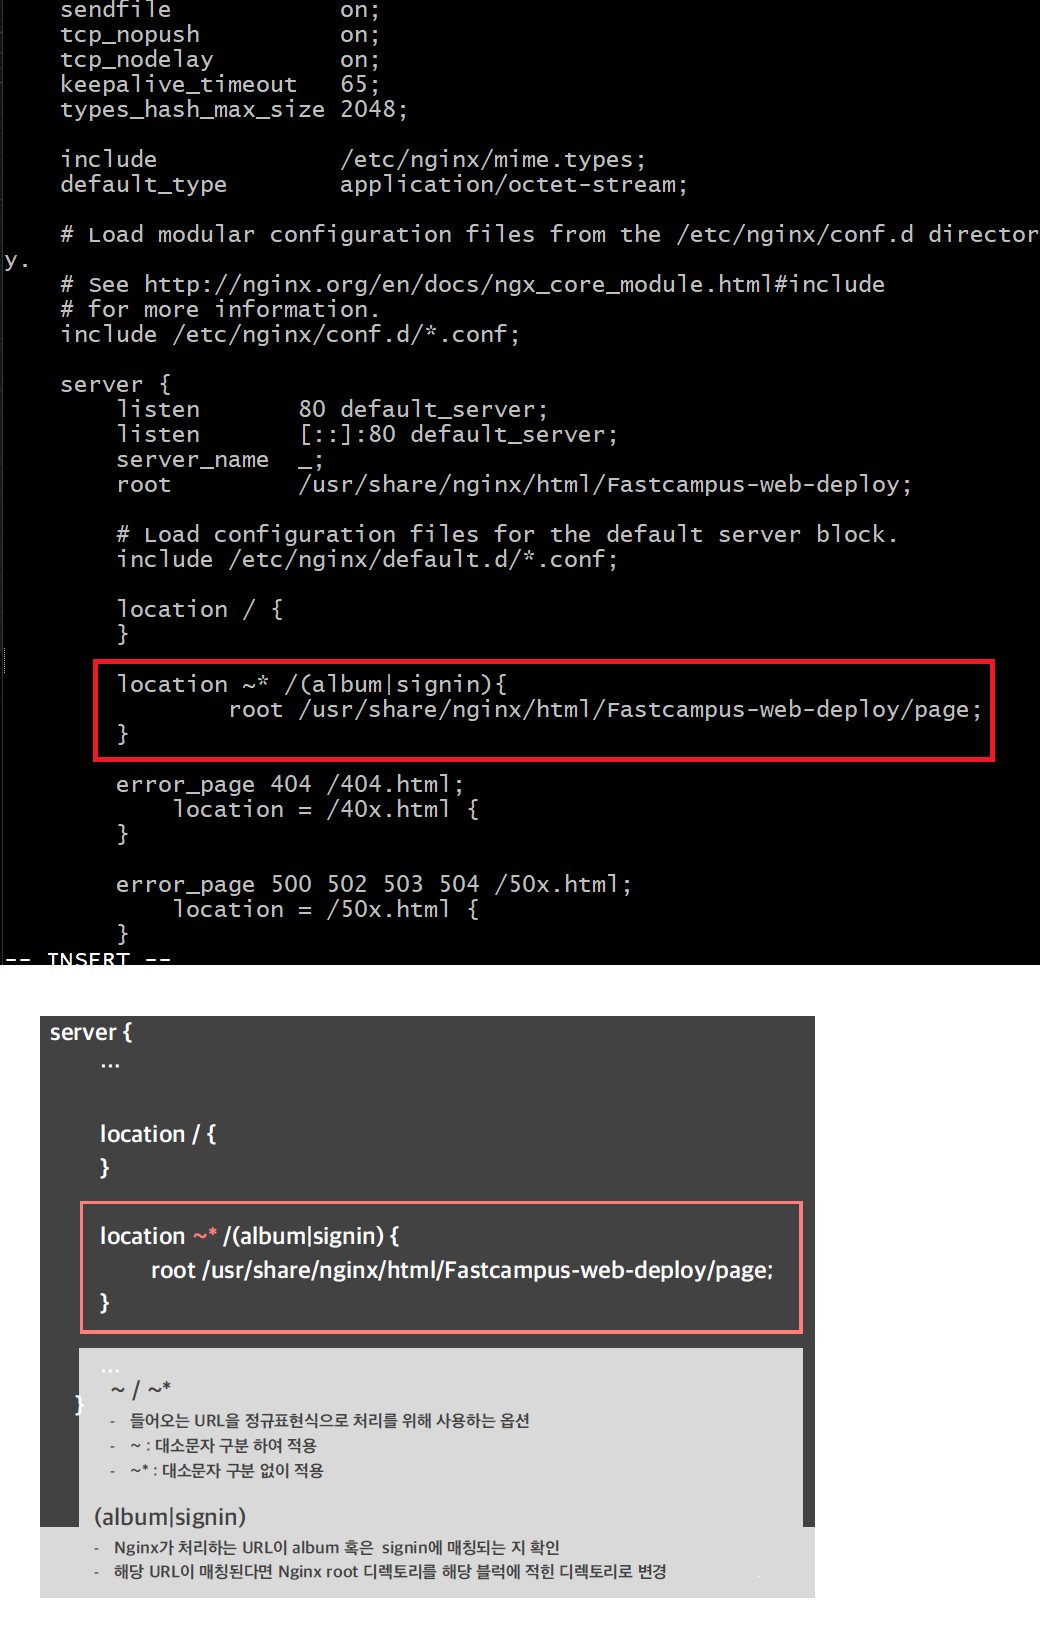 sendfile            on;
tcp_nopush          on;
tcp_nodelay         on;
keepalive_timeout   65;
types_hash_max_size 2048;
include             /etc/nginx/mime.types;
default_type        application/octet-stream;
# Load modular configuration files from the /etc/nginx/conf.d director
y.
# See http://nginx.org/en/docs/ngx_core_module.html#include
# for more information.
include /etc/nginx/conf.d/*.conf;
server {
listen       80 default_server;
listen       [::]:80 default_server;
server_name  _;
root         /usr/share/nginx/html/Fastcampus-web-deploy;
# Load configuration files for the default server block.
include /etc/nginx/default.d/*.conf;
location / {
}
location ~* /(album|signin){
root /usr/share/nginx/html/Fastcampus-web-deploy/page;
}
error_page 404 /404.html;
location = /40x.html {
}
error_page 500 502 503 504 /50x.html;
location = /50x.html {
}
-- INSERT --
server {
...
location / {
}
location ~* /(album|signin) {
root /usr/share/nginx/html/Fastcampus-web-deploy/page;
}
...
~ / ~*
}
- 들어오는 URL을 정규표현식으로 처리를 위해 사용하는 옵션
- ~ : 대소문자 구분 하여 적용
- ~* : 대소문자 구분 없이 적용
(album|signin)
- Nginx가 처리하는 URL이 album 혹은 signin에 매칭되는 지 확인
- 해당 URL이 매칭된다면 Nginx root 디렉토리를 해당 블럭에 적힌 디렉토리로 변경